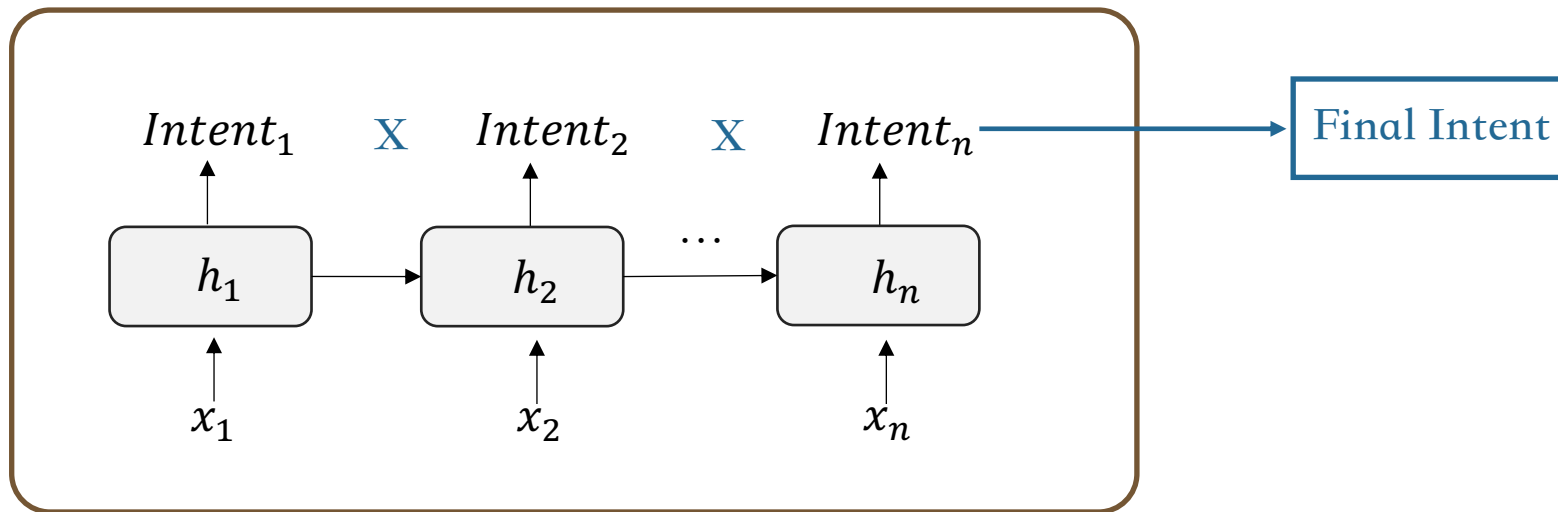 Intent₁ X Intent₂ X Intentₙ Final Intent
…
h₁ h₂ hₙ
x₁ x₂ xₙ